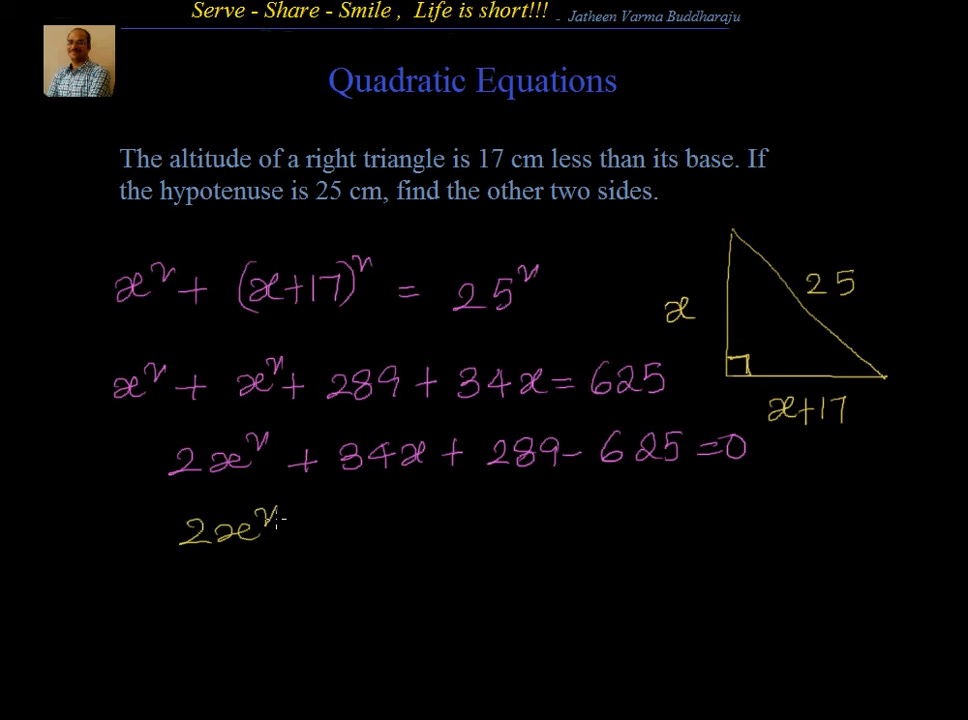 Serve - Share - Smile , Life is short!!! - Jatheen Varma Buddharaju
Quadratic Equations
The altitude of a right triangle is 17 cm less than its base. If
the hypotenuse is 25 cm, find the other two sides.
x² + (x+17)² = 25²
x
25
x² + x² + 289 + 34x = 625
x+17
2x² + 34x + 289 - 625 = 0
2x² -